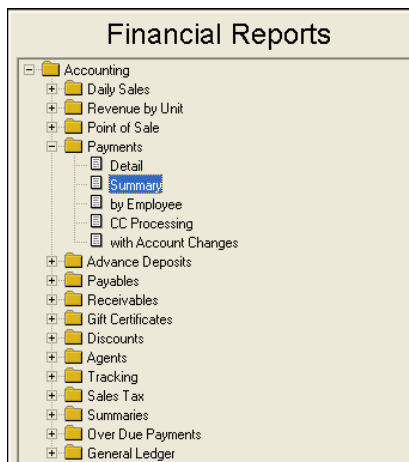 Financial Reports
Accounting
Daily Sales
Revenue by Unit
Point of Sale
Payments
Detail
Summary
by Employee
CC Processing
with Account Changes
Advance Deposits
Payables
Receivables
Gift Certificates
Discounts
Agents
Tracking
Sales Tax
Summaries
Over Due Payments
General Ledger